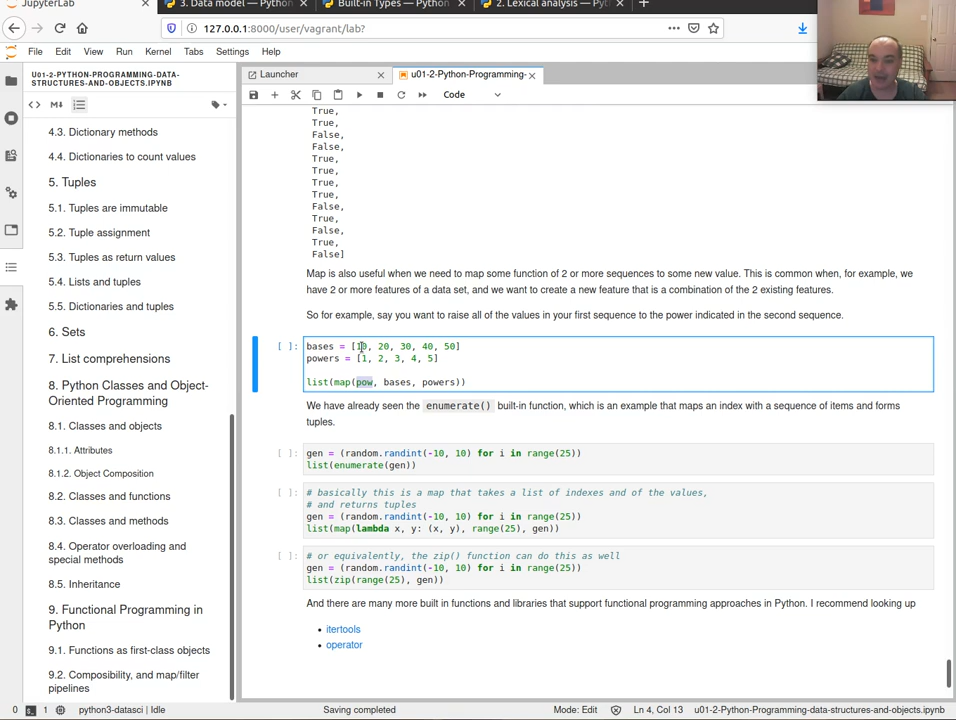 JupyterLab
3. Data model — Python
Built-in Types — Python
2. Lexical analysis — Pyt
127.0.0.1:8000/user/vagrant/lab?
File Edit View Run Kernel Tabs Settings Help
U01-2-PYTHON-PROGRAMMING-DATA-
STRUCTURES-AND-OBJECTS.IPYNB
4.3. Dictionary methods
4.4. Dictionaries to count values
5. Tuples
5.1. Tuples are immutable
5.2. Tuple assignment
5.3. Tuples as return values
5.4. Lists and tuples
5.5. Dictionaries and tuples
6. Sets
7. List comprehensions
8. Python Classes and Object-
Oriented Programming
8.1. Classes and objects
8.1.1. Attributes
8.1.2. Object Composition
8.2. Classes and functions
8.3. Classes and methods
8.4. Operator overloading and
special methods
8.5. Inheritance
9. Functional Programming in
Python
9.1. Functions as first-class objects
9.2. Composibility, and map/filter
pipelines
Launcher
u01-2-Python-Programming-
Code
True,
True,
False,
False,
True,
True,
True,
True,
False,
True,
False,
True,
False]
Map is also useful when we need to map some function of 2 or more sequences to some new value. This is common when, for example, we
have 2 or more features of a data set, and we want to create a new feature that is a combination of the 2 existing features.
So for example, say you want to raise all of the values in your first sequence to the power indicated in the second sequence.
[ ]: bases = [10, 20, 30, 40, 50]
powers = [1, 2, 3, 4, 5]
list(map(pow, bases, powers))
We have already seen the enumerate() built-in function, which is an example that maps an index with a sequence of items and forms
tuples.
[ ]: gen = (random.randint(-10, 10) for i in range(25))
list(enumerate(gen))
[ ]: # basically this is a map that takes a list of indexes and of the values,
# and returns tuples
gen = (random.randint(-10, 10) for i in range(25))
list(map(lambda x, y: (x, y), range(25), gen))
[ ]: # or equivalently, the zip() function can do this as well
gen = (random.randint(-10, 10) for i in range(25))
list(zip(range(25), gen))
And there are many more built in functions and libraries that support functional programming approaches in Python. I recommend looking up
• itertools
• operator
0 1 python3-datasci | Idle
Saving completed
Mode: Edit
Ln 4, Col 13
u01-2-Python-Programming-data-structures-and-objects.ipynb